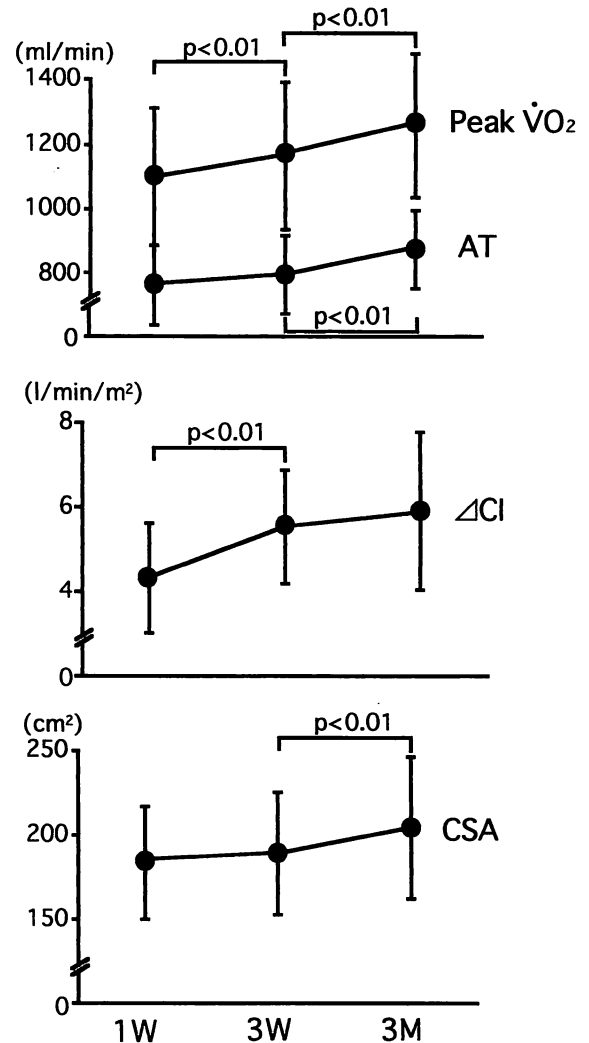 p<0.01
(ml/min)
p<0.01
1400
Peak V̇O₂
1200
1000
AT
800
p<0.01
0
(l/min/m²)
8
p<0.01
6
⊿CI
4
0
(cm²)
p<0.01
250
200
CSA
150
0
1W 3W 3M